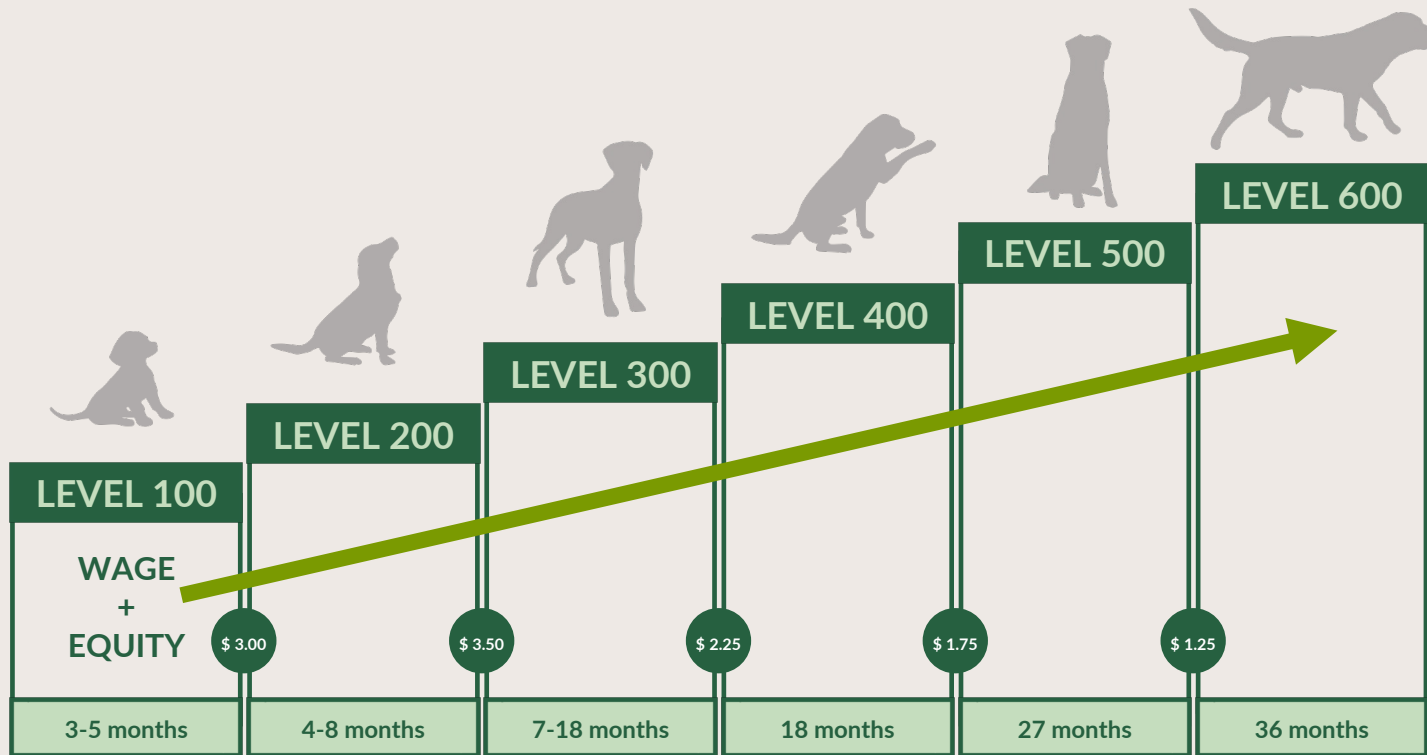 LEVEL 600
LEVEL 500
LEVEL 400
LEVEL 300
LEVEL 200
LEVEL 100
WAGE
+
EQUITY
$ 3.00
$ 3.50
$ 2.25
$ 1.75
$ 1.25
3-5 months
4-8 months
7-18 months
18 months
27 months
36 months